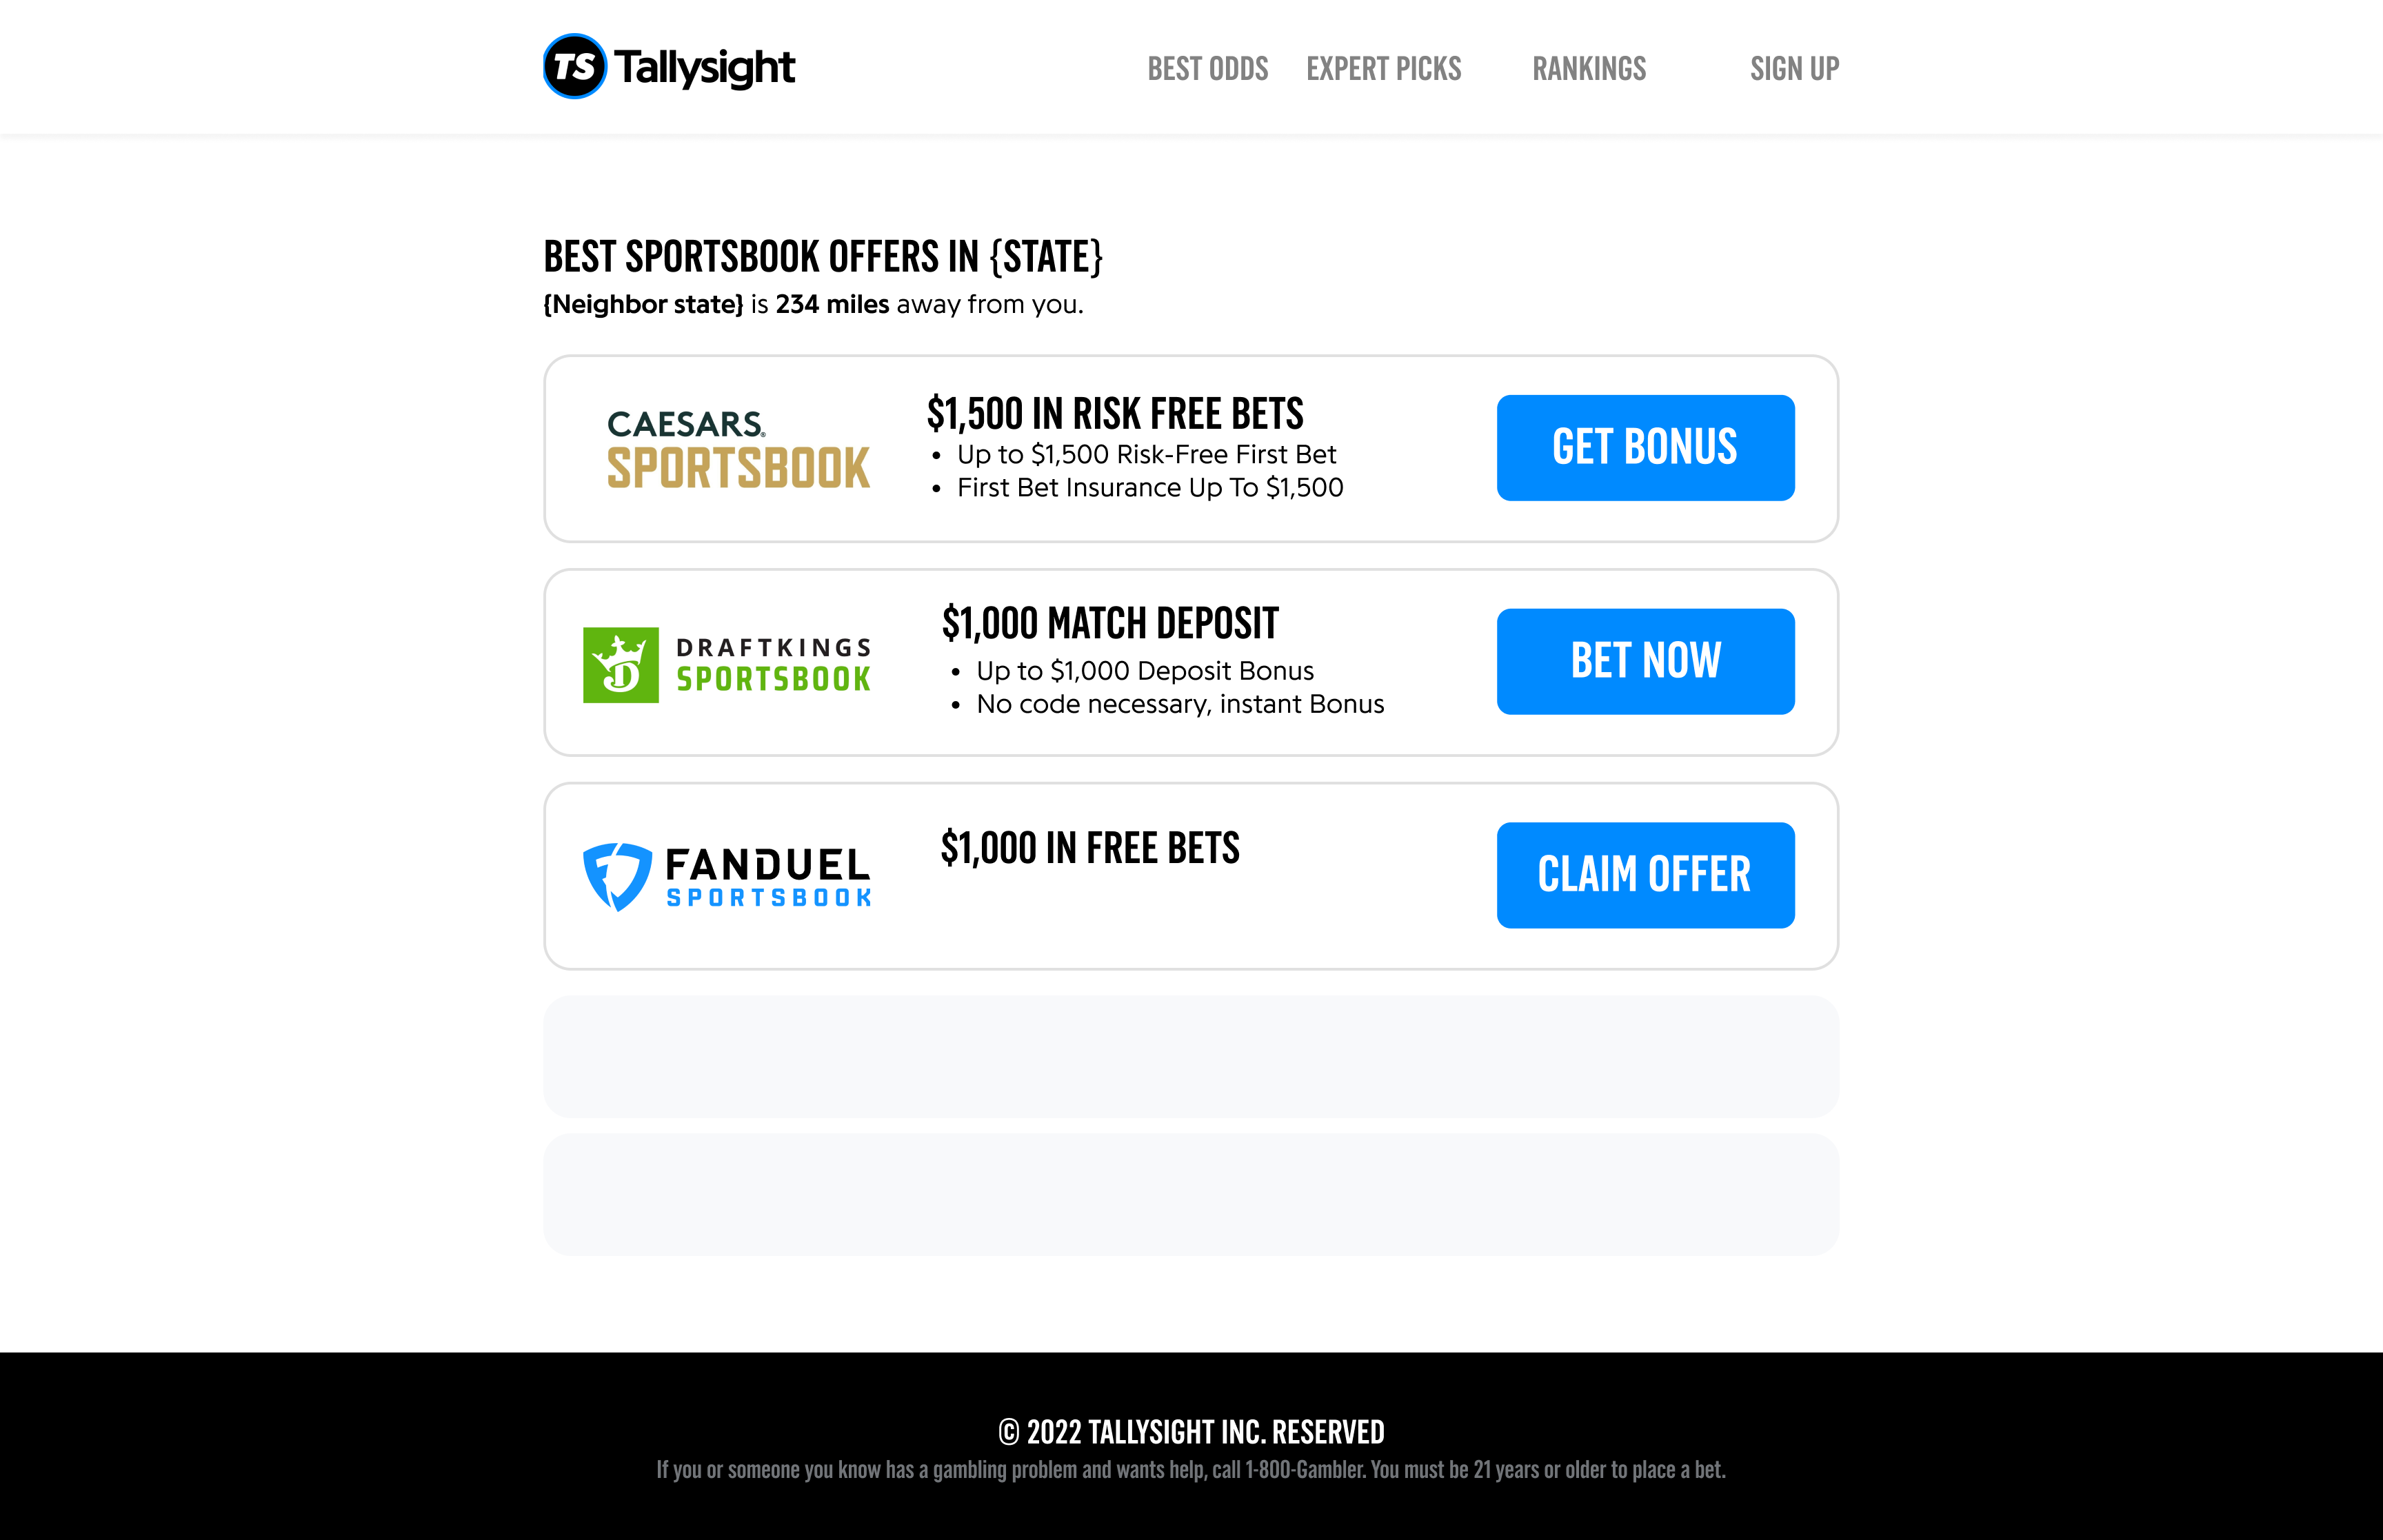 TS Tallysight
BEST ODDS EXPERT PICKS RANKINGS SIGN UP
BEST SPORTSBOOK OFFERS IN {STATE}
{Neighbor state} is 234 miles away from you.
CAESARS®
SPORTSBOOK
$1,500 IN RISK FREE BETS
• Up to $1,500 Risk-Free First Bet
• First Bet Insurance Up To $1,500
GET BONUS
D
DRAFTKINGS
SPORTSBOOK
$1,000 MATCH DEPOSIT
• Up to $1,000 Deposit Bonus
• No code necessary, instant Bonus
BET NOW
FANDUEL
SPORTSBOOK
$1,000 IN FREE BETS
CLAIM OFFER
© 2022 TALLYSIGHT INC. RESERVED
If you or someone you know has a gambling problem and wants help, call 1-800-Gambler. You must be 21 years or older to place a bet.